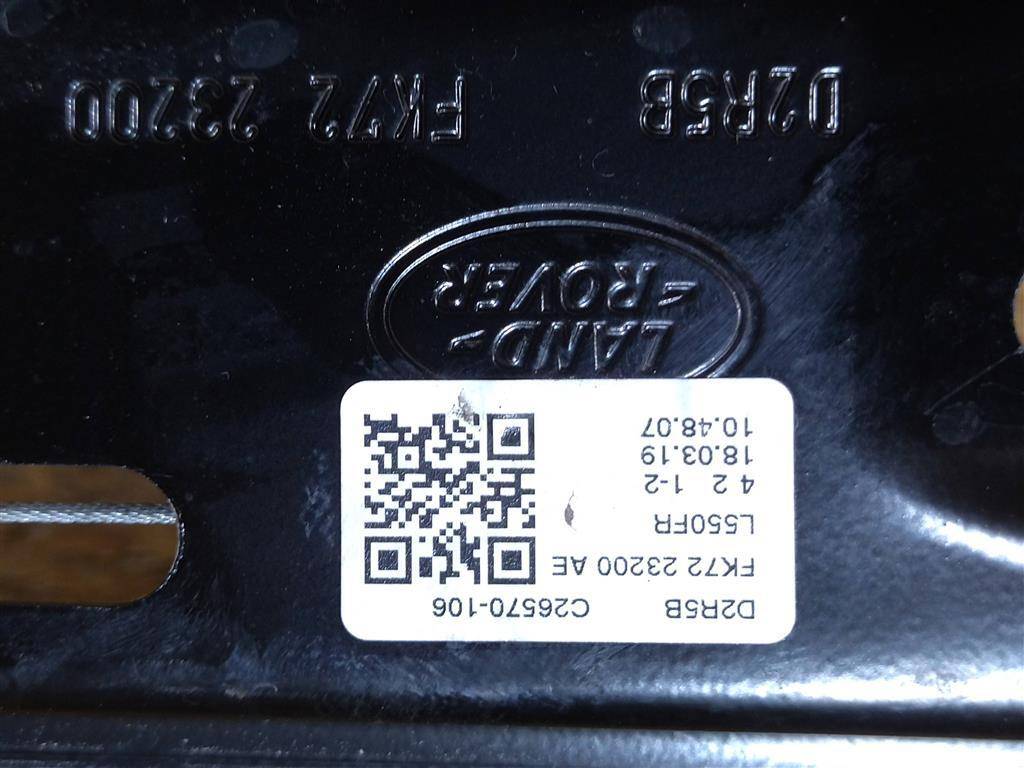 D2R5B C26570-106
FK72 23200 AE
L550FR
4 2 1-2
18.03.19
10.48.07
LAND-
ROVER
D2R5B FK72 23200